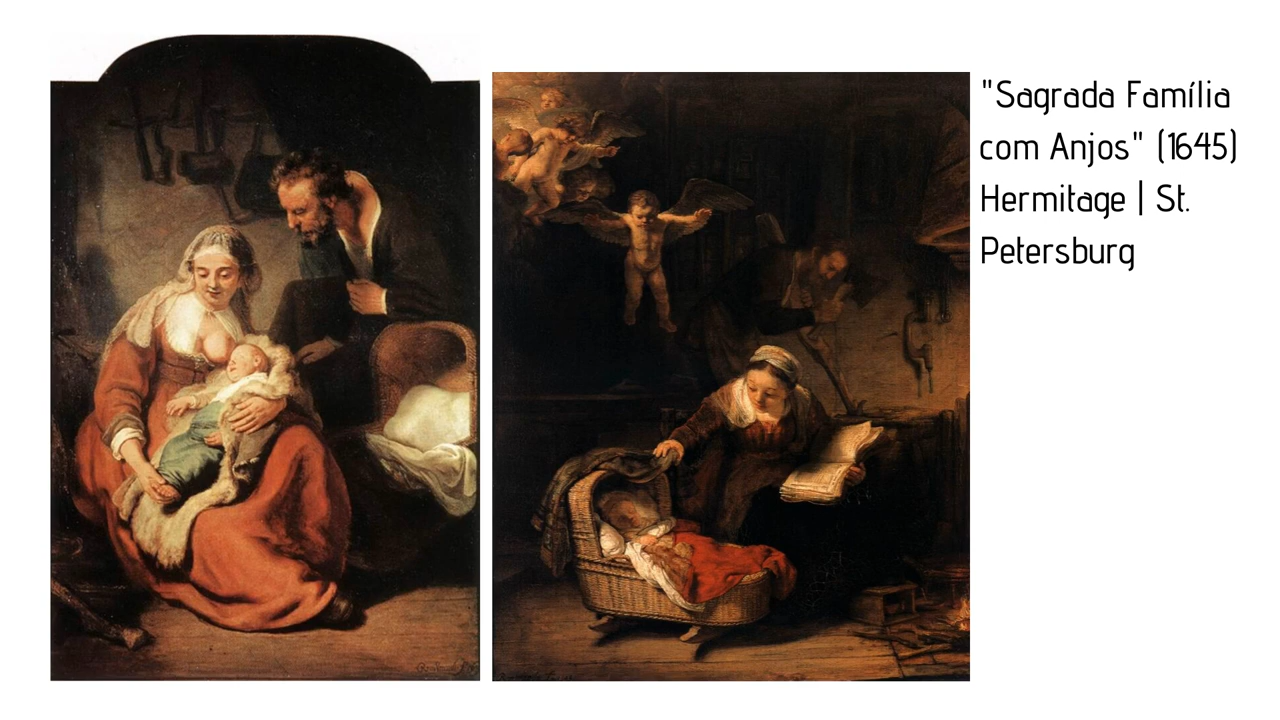 "Sagrada Família
com Anjos" (1645)
Hermitage | St.
Petersburg